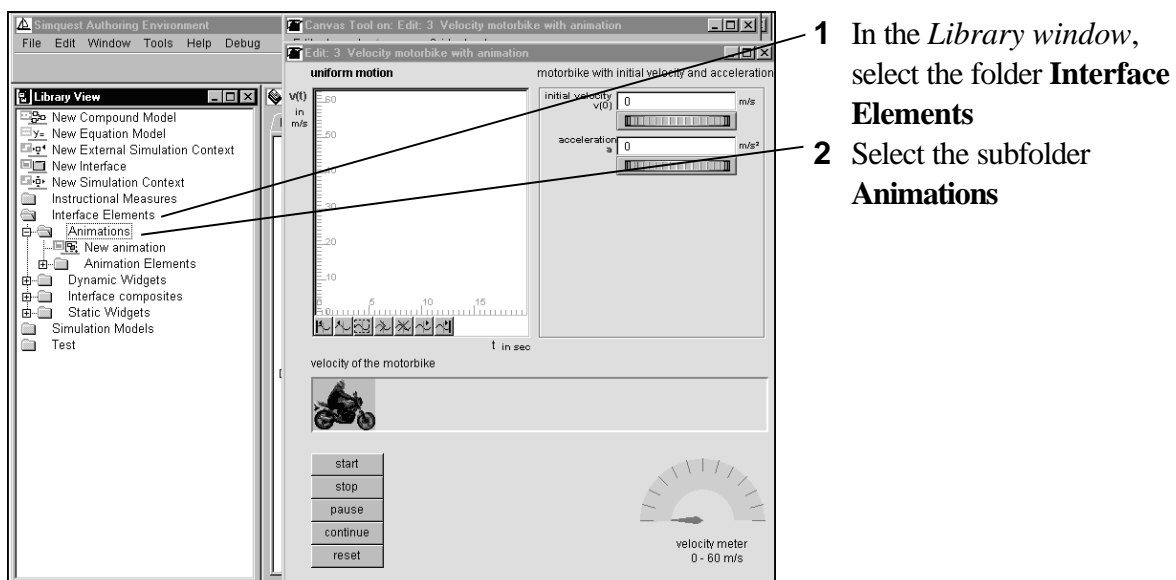 Simquest Authoring Environment
File Edit Window Tools Help Debug
Library View
New Compound Model
y= New Equation Model
New External Simulation Context
New Interface
New Simulation Context
Instructional Measures
Interface Elements
Animations
New animation
Animation Elements
Dynamic Widgets
Interface composites
Static Widgets
Simulation Models
Test
Canvas Tool on: Edit: 3 Velocity motorbike with animation
Edit: 3 Velocity motorbike with animation
uniform motion
motorbike with initial velocity and acceleration
v(t)
in
m/s
60
50
40
20
10
0
0 5 10 15
t in sec
initial velocity
v(0) 0 m/s
acceleration
a 0 m/s²
velocity of the motorbike
start
stop
pause
continue
reset
velocity meter
0 - 60 m/s
1 In the Library window,
select the folder Interface
Elements
2 Select the subfolder
Animations